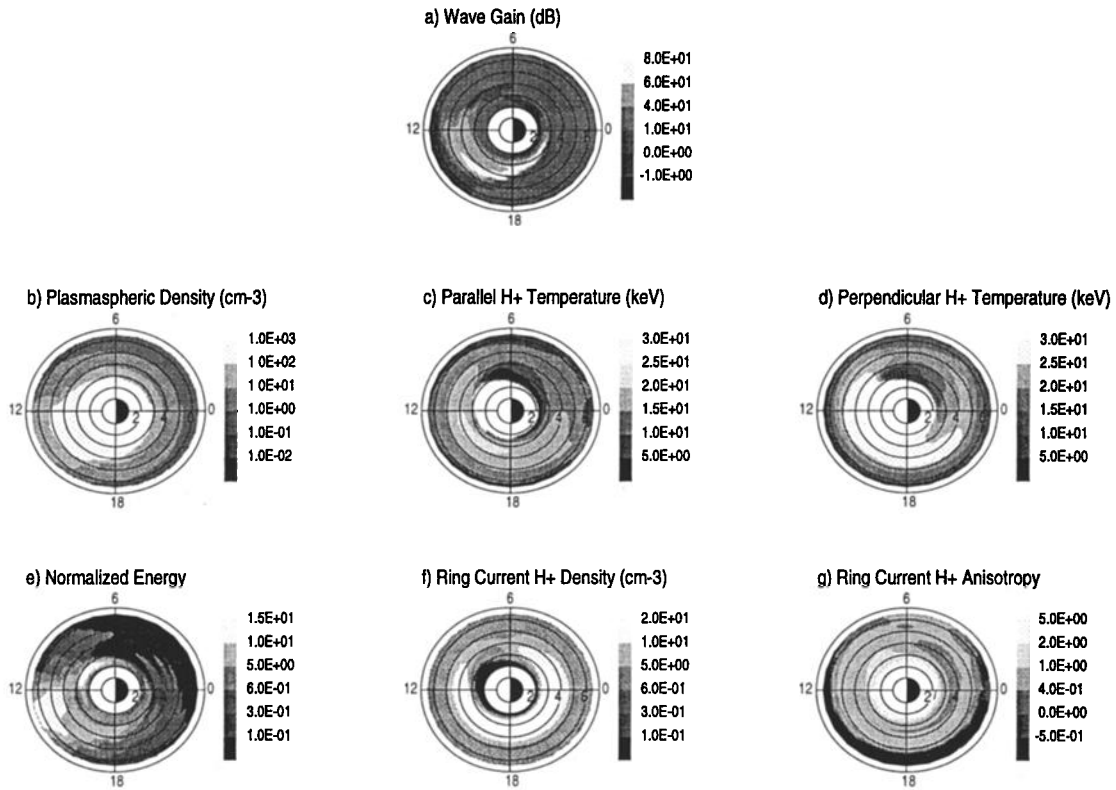 a) Wave Gain (dB)
6
12
0
18
2
4
6
8.0E+01
6.0E+01
4.0E+01
1.0E+01
0.0E+00
-1.0E+00
b) Plasmaspheric Density (cm-3)
6
12
0
18
2
4
6
1.0E+03
1 0E+02
1 0E+01
1.0E+00
1.0E-01
1.0E-02
c) Parallel H+ Temperature (keV)
6
12
0
18
2
4
6
3.0E+01
2.5E+01
2.0E+01
1.5E+01
1.0E+01
5.0E+00
d) Perpendicular H+ Temperature (keV)
6
12
0
18
2
4
6
3.0E+01
2.5E+01
2.0E+01
1.5E+01
1.0E+01
5.0E+00
e) Normalized Energy
6
12
0
18
2
1.5E+01
1.0E+01
5.0E+00
6.0E-01
3.0E-01
1.0E-01
f) Ring Current H+ Density (cm-3)
6
12
0
18
2
4
6
2.0E+01
1.0E+01
5.0E+00
6.0E-01
3.0E-01
1.0E-01
g) Ring Current H+ Anisotropy
6
12
0
18
2
4
6
5.0E+00
2.0E+00
1.0E+00
4.0E-01
0.0E+00
-5.0E-01